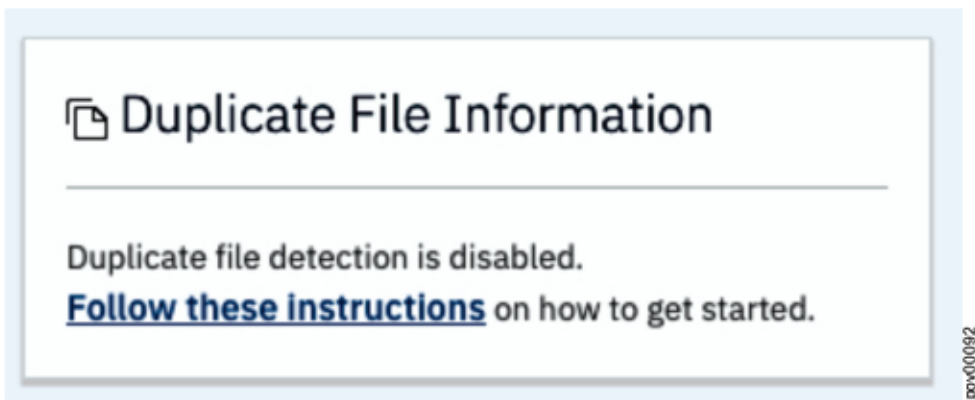 Duplicate File Information
Duplicate file detection is disabled.
Follow these instructions on how to get started.